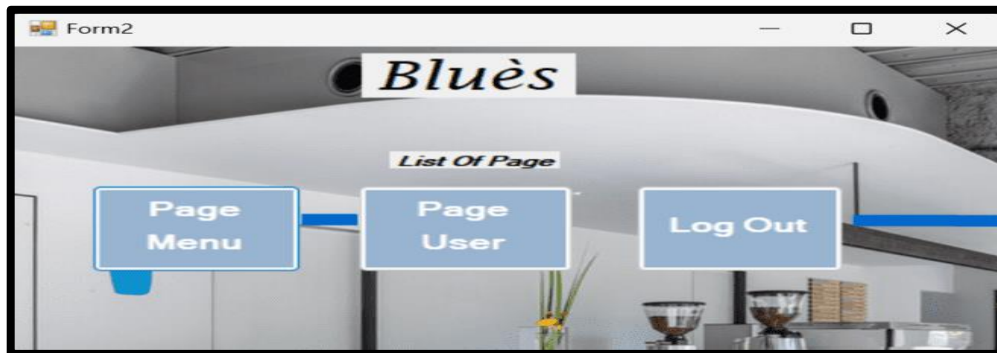 Form2
Bluès
List Of Page
Page
Menu
Page
User
Log Out